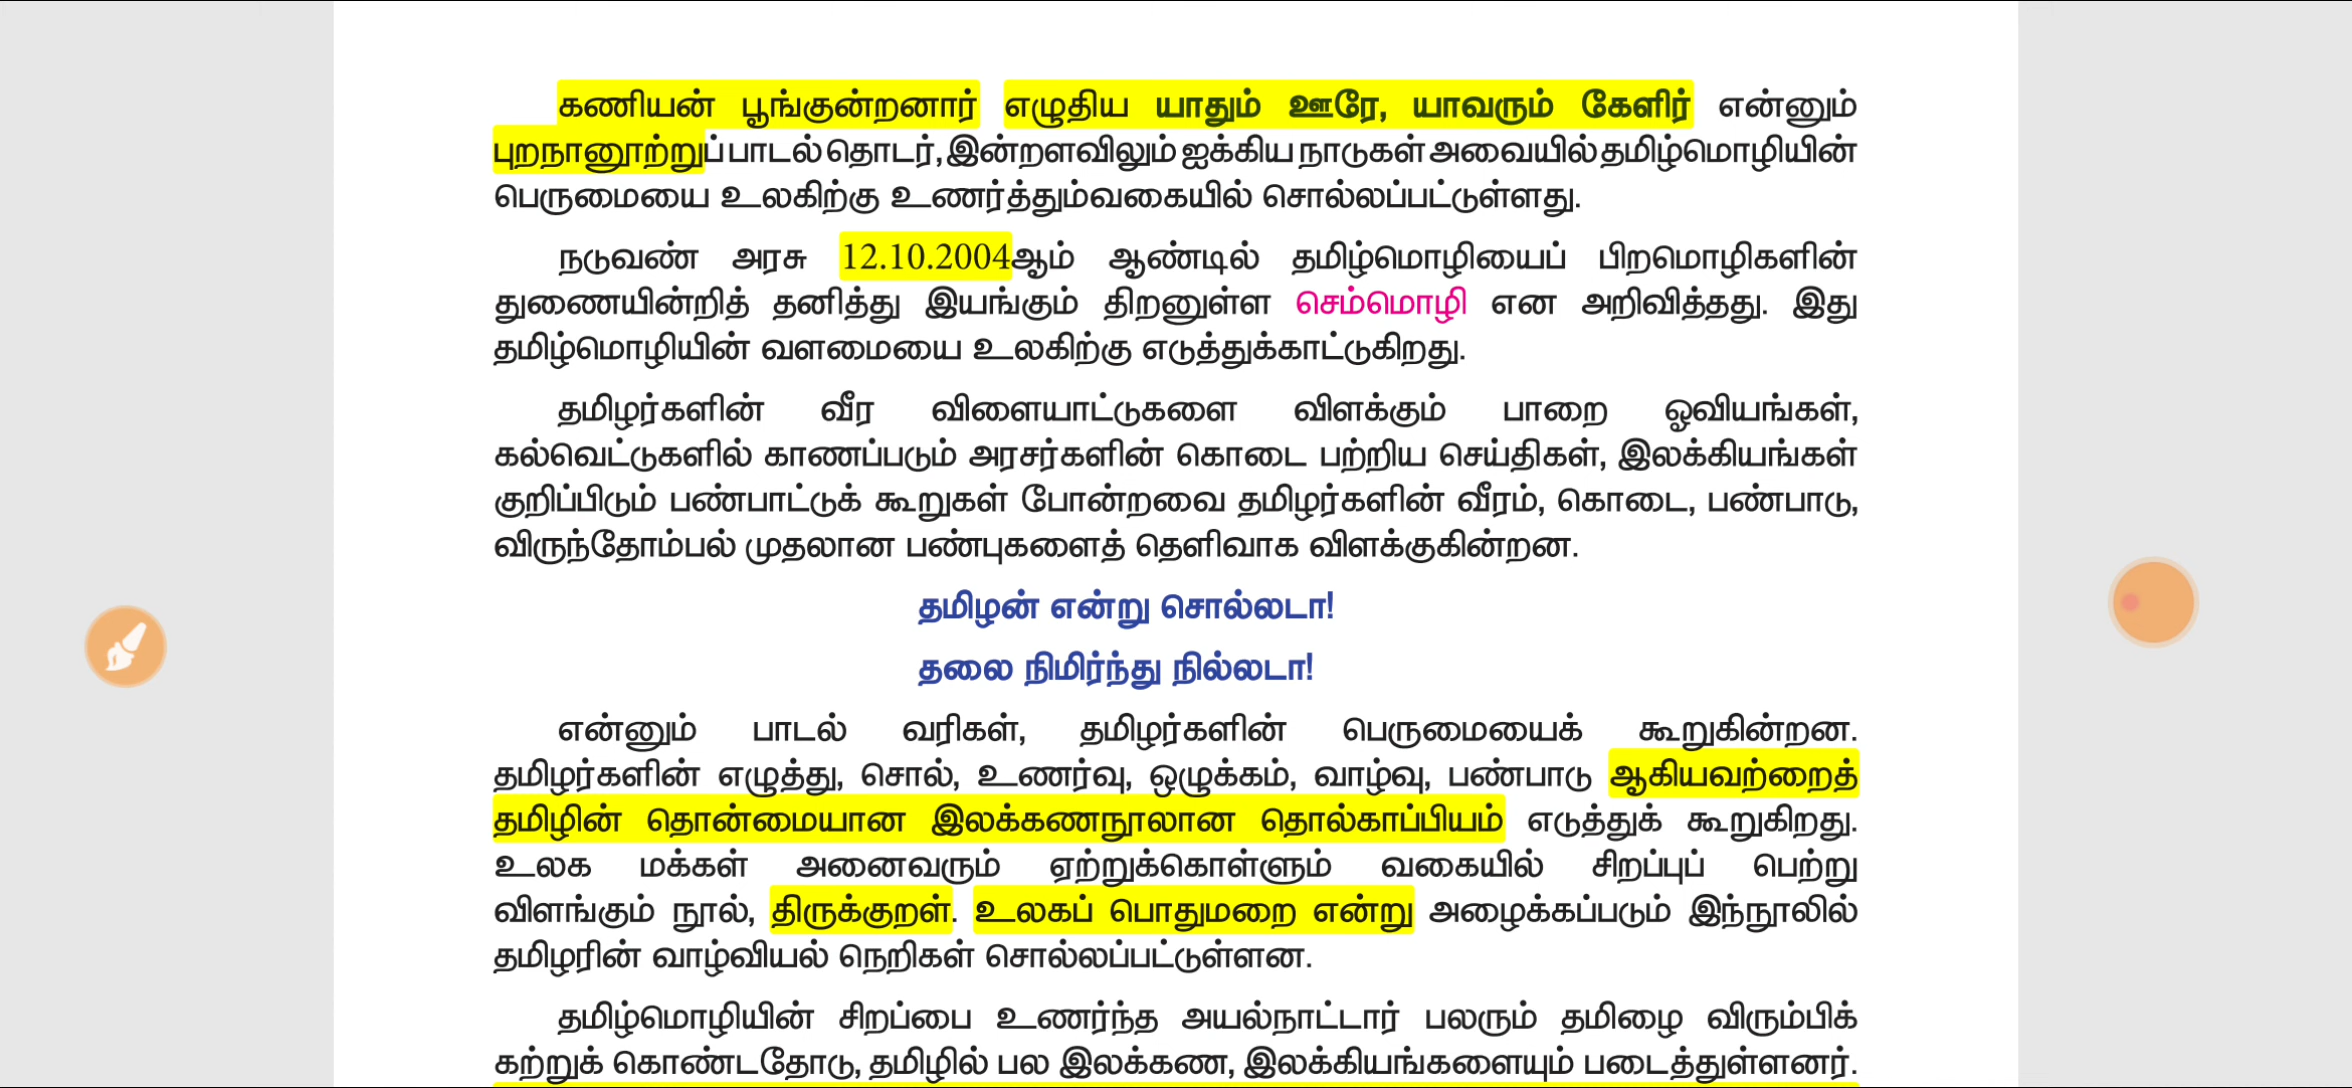 கணியன் பூங்குன்றனார் எழுதிய யாதும் ஊரே, யாவரும் கேளிர் என்னும்
புறநானூற்றுப் பாடல் தொடர், இன்றளவிலும் ஐக்கிய நாடுகள் அவையில் தமிழ்மொழியின்
பெருமையை உலகிற்கு உணர்த்தும்வகையில் சொல்லப்பட்டுள்ளது.
நடுவண் அரசு 12.10.2004ஆம் ஆண்டில் தமிழ்மொழியைப் பிறமொழிகளின்
துணையின்றித் தனித்து இயங்கும் திறனுள்ள செம்மொழி என அறிவித்தது. இது
தமிழ்மொழியின் வளமையை உலகிற்கு எடுத்துக்காட்டுகிறது.
தமிழர்களின் வீர விளையாட்டுகளை விளக்கும் பாறை ஓவியங்கள்,
கல்வெட்டுகளில் காணப்படும் அரசர்களின் கொடை பற்றிய செய்திகள், இலக்கியங்கள்
குறிப்பிடும் பண்பாட்டுக் கூறுகள் போன்றவை தமிழர்களின் வீரம், கொடை, பண்பாடு,
விருந்தோம்பல் முதலான பண்புகளைத் தெளிவாக விளக்குகின்றன.
தமிழன் என்று சொல்லடா!
தலை நிமிர்ந்து நில்லடா!
என்னும் பாடல் வரிகள், தமிழர்களின் பெருமையைக் கூறுகின்றன.
தமிழர்களின் எழுத்து, சொல், உணர்வு, ஒழுக்கம், வாழ்வு, பண்பாடு ஆகியவற்றைத்
தமிழின் தொன்மையான இலக்கணநூலான தொல்காப்பியம் எடுத்துக் கூறுகிறது.
உலக மக்கள் அனைவரும் ஏற்றுக்கொள்ளும் வகையில் சிறப்புப் பெற்று
விளங்கும் நூல், திருக்குறள். உலகப் பொதுமறை என்று அழைக்கப்படும் இந்நூலில்
தமிழரின் வாழ்வியல் நெறிகள் சொல்லப்பட்டுள்ளன.
தமிழ்மொழியின் சிறப்பை உணர்ந்த அயல்நாட்டார் பலரும் தமிழை விரும்பிக்
கற்றுக் கொண்டதோடு, தமிழில் பல இலக்கண, இலக்கியங்களையும் படைத்துள்ளனர்.